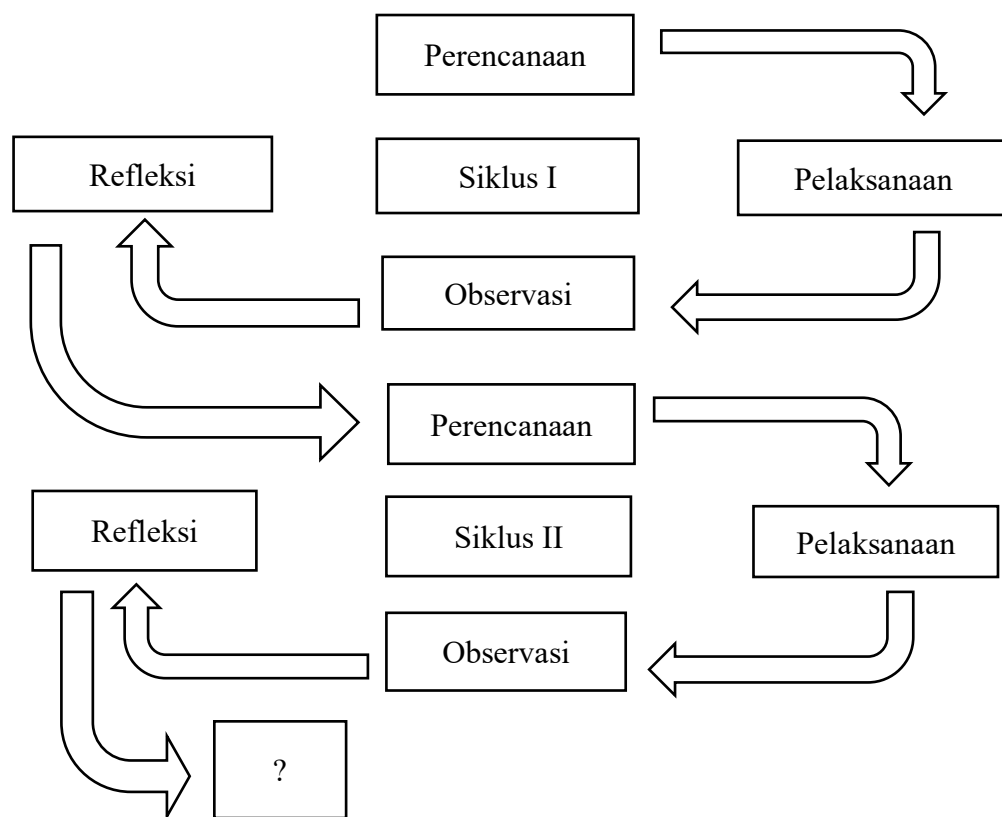 Perencanaan
Refleksi
Siklus I
Pelaksanaan
Observasi
Perencanaan
Refleksi
Siklus II
Pelaksanaan
Observasi
?